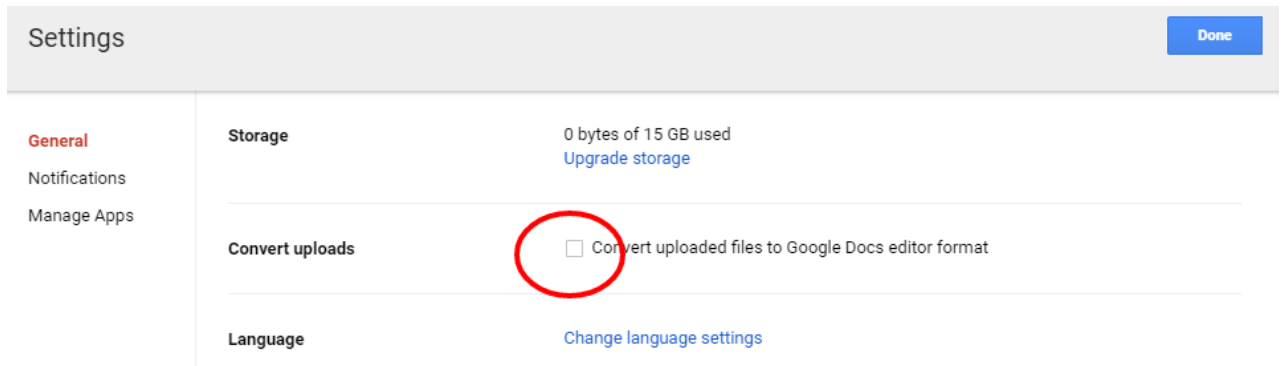 Settings
Done
General
Notifications
Manage Apps
Storage
0 bytes of 15 GB used
Upgrade storage
Convert uploads
Convert uploaded files to Google Docs editor format
Language
Change language settings